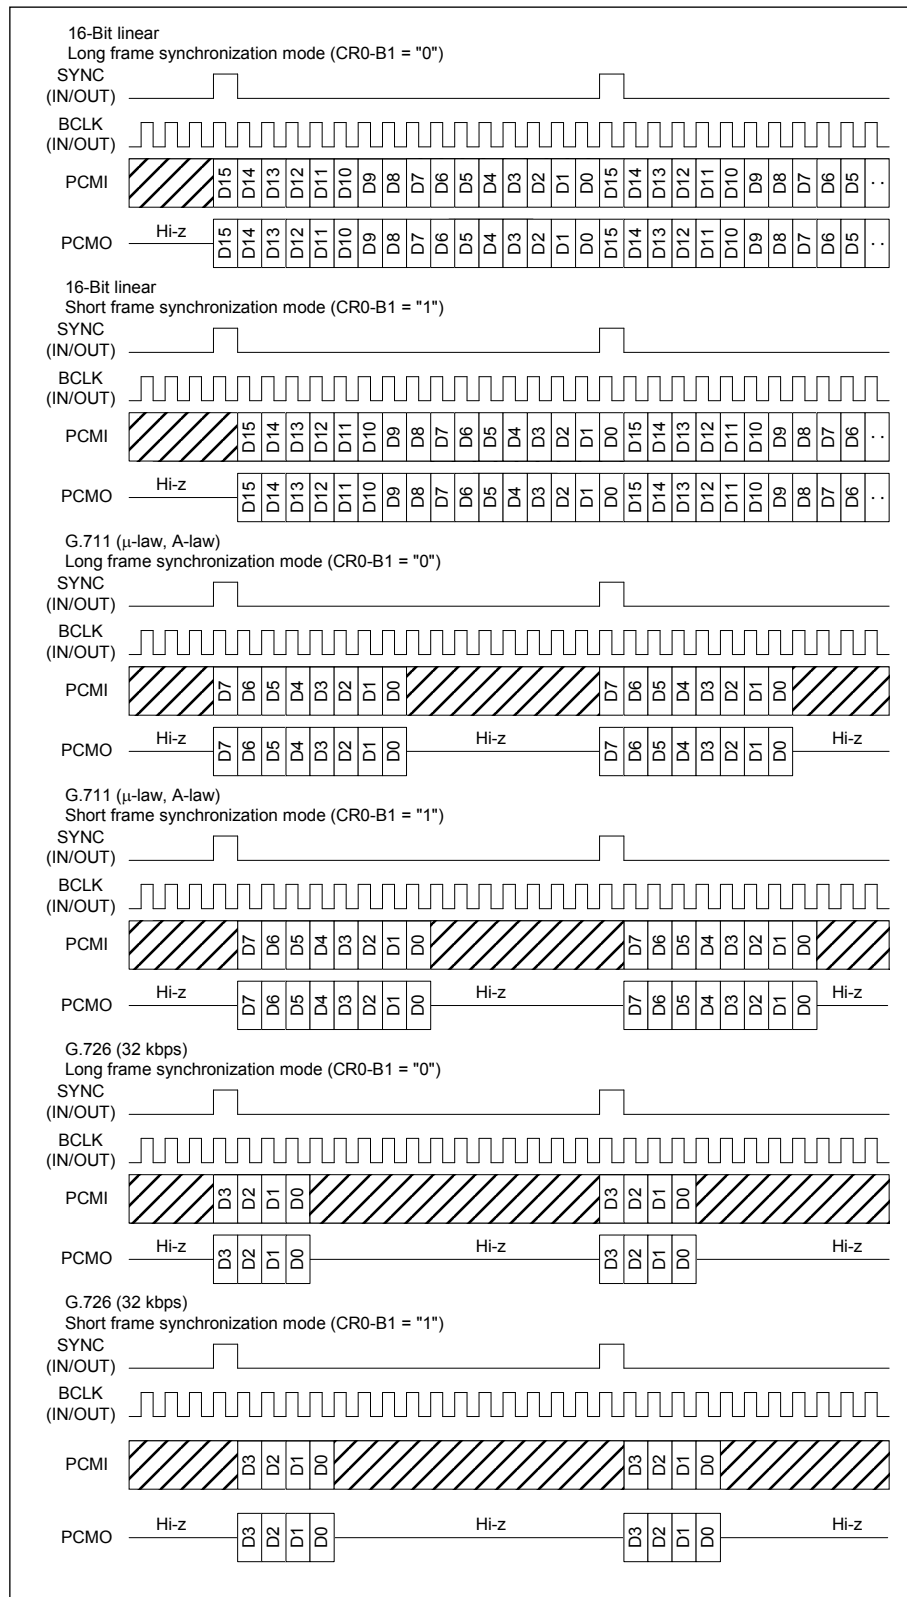 16-Bit linear
Long frame synchronization mode (CR0-B1 = "0")
SYNC
(IN/OUT)
BCLK
(IN/OUT)
PCMI D15 D14 D13 D12 D11 D10 D9 D8 D7 D6 D5 D4 D3 D2 D1 D0 D15 D14 D13 D12 D11 D10 D9 D8 D7 D6 D5 ··
PCMO Hi-z D15 D14 D13 D12 D11 D10 D9 D8 D7 D6 D5 D4 D3 D2 D1 D0 D15 D14 D13 D12 D11 D10 D9 D8 D7 D6 D5 ··
16-Bit linear
Short frame synchronization mode (CR0-B1 = "1")
SYNC
(IN/OUT)
BCLK
(IN/OUT)
PCMI D15 D14 D13 D12 D11 D10 D9 D8 D7 D6 D5 D4 D3 D2 D1 D0 D15 D14 D13 D12 D11 D10 D9 D8 D7 D6 ··
PCMO Hi-z D15 D14 D13 D12 D11 D10 D9 D8 D7 D6 D5 D4 D3 D2 D1 D0 D15 D14 D13 D12 D11 D10 D9 D8 D7 D6 ··
G.711 (μ-law, A-law)
Long frame synchronization mode (CR0-B1 = "0")
SYNC
(IN/OUT)
BCLK
(IN/OUT)
PCMI D7 D6 D5 D4 D3 D2 D1 D0 D7 D6 D5 D4 D3 D2 D1 D0
PCMO Hi-z D7 D6 D5 D4 D3 D2 D1 D0 Hi-z D7 D6 D5 D4 D3 D2 D1 D0 Hi-z
G.711 (μ-law, A-law)
Short frame synchronization mode (CR0-B1 = "1")
SYNC
(IN/OUT)
BCLK
(IN/OUT)
PCMI D7 D6 D5 D4 D3 D2 D1 D0 D7 D6 D5 D4 D3 D2 D1 D0
PCMO Hi-z D7 D6 D5 D4 D3 D2 D1 D0 Hi-z D7 D6 D5 D4 D3 D2 D1 D0 Hi-z
G.726 (32 kbps)
Long frame synchronization mode (CR0-B1 = "0")
SYNC
(IN/OUT)
BCLK
(IN/OUT)
PCMI D3 D2 D1 D0 D3 D2 D1 D0
PCMO Hi-z D3 D2 D1 D0 Hi-z D3 D2 D1 D0 Hi-z
G.726 (32 kbps)
Short frame synchronization mode (CR0-B1 = "1")
SYNC
(IN/OUT)
BCLK
(IN/OUT)
PCMI D3 D2 D1 D0 D3 D2 D1 D0
PCMO Hi-z D3 D2 D1 D0 Hi-z D3 D2 D1 D0 Hi-z